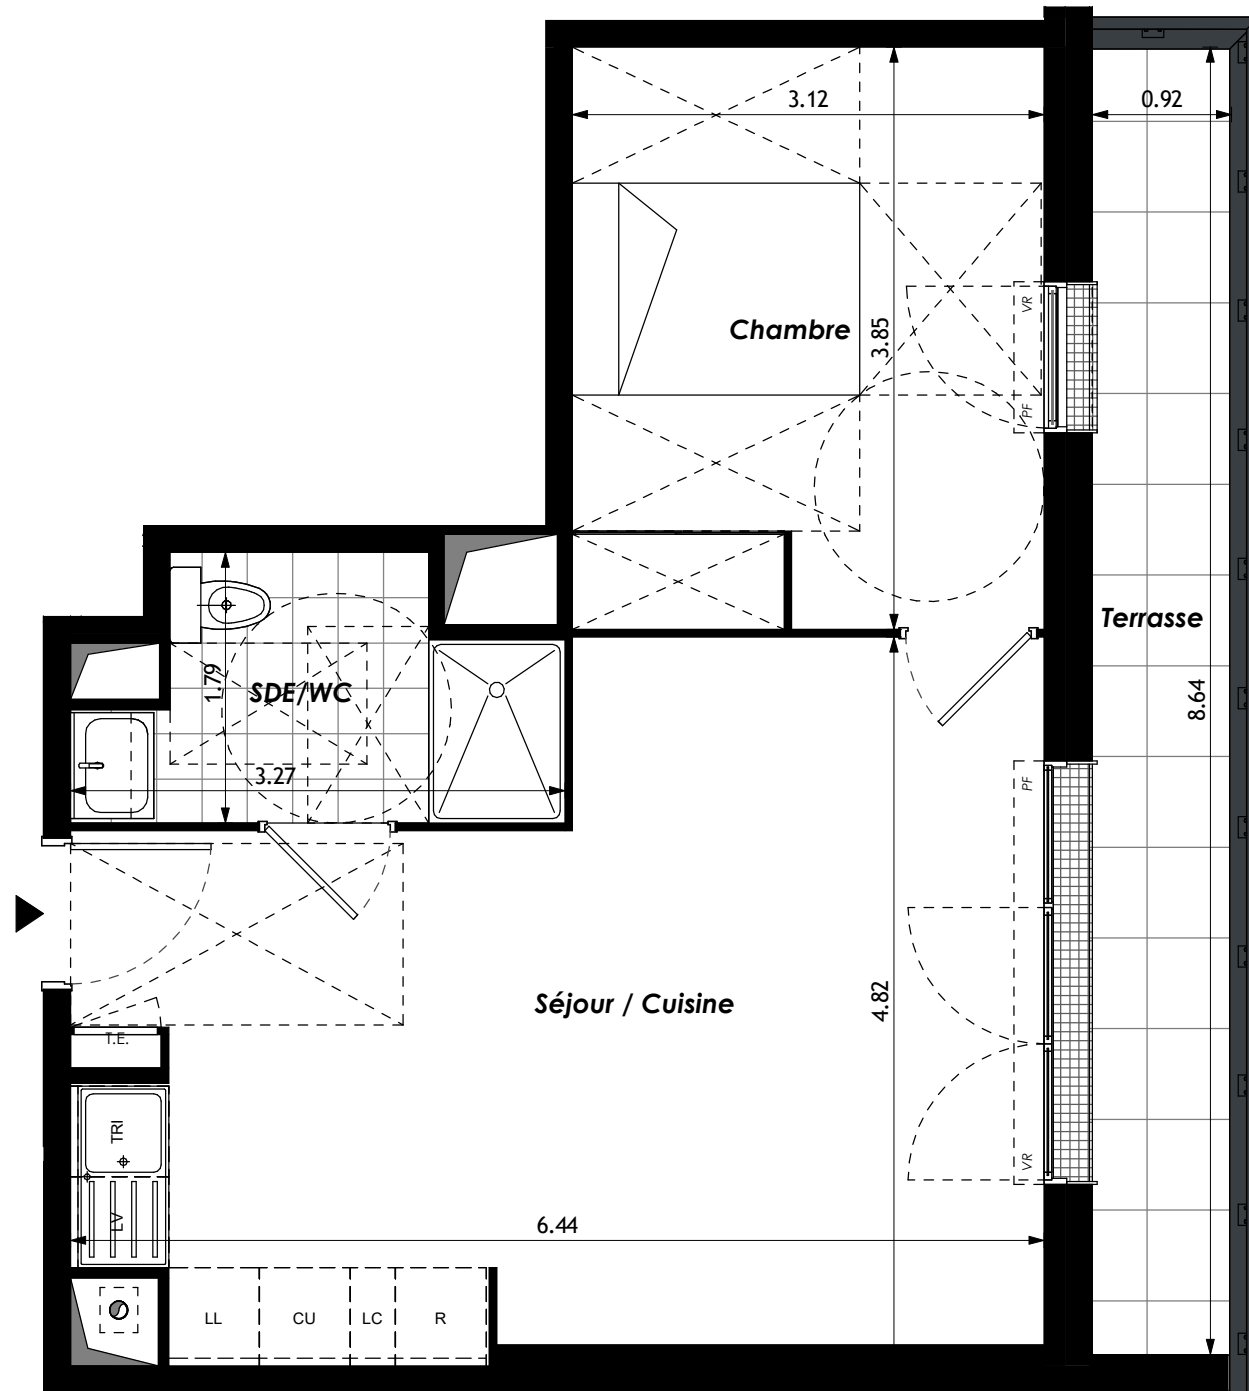 3.12
0.92
VR
Chambre
3.85
PF
Terrasse
1.79
SDE/WC
8.64
3.27
PF
Séjour / Cuisine
4.82
T.E.
TRI
VR
LV
6.44
LL
CU
LC
R